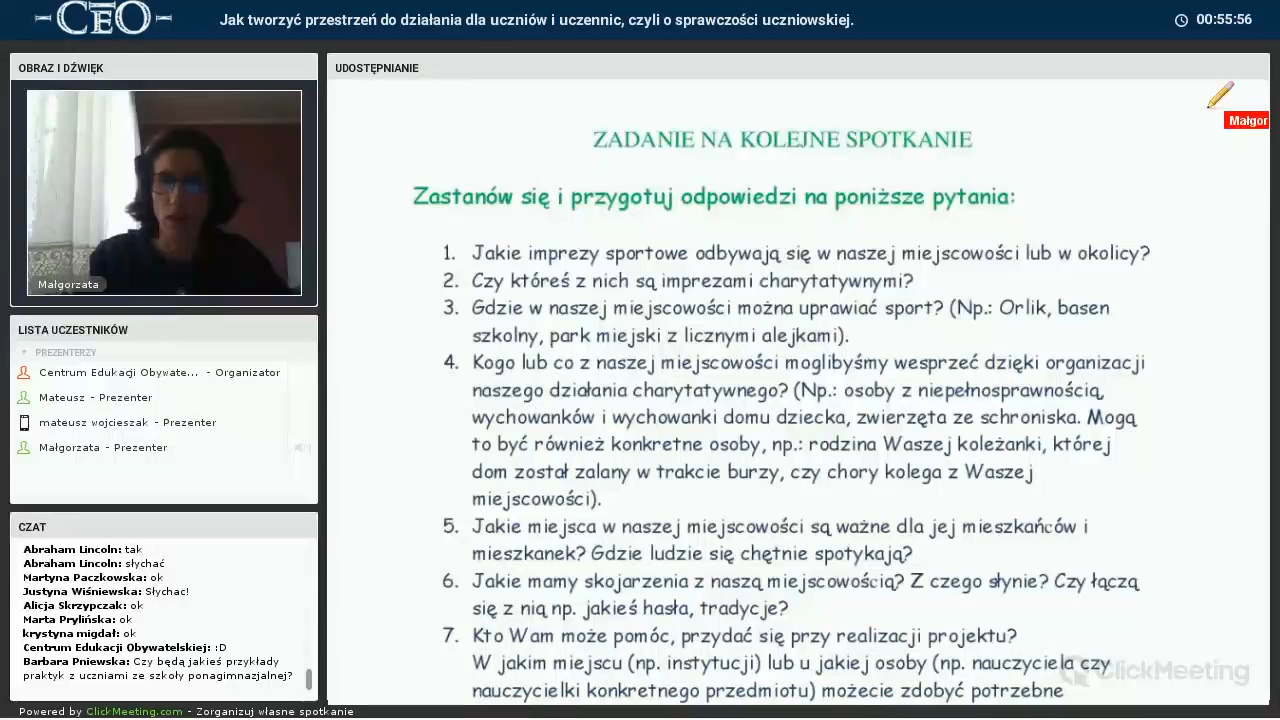 CEO
Jak tworzyć przestrzeń do działania dla uczniów i uczennic, czyli o sprawczości uczniowskiej.
00:55:56
OBRAZ I DŹWIĘK
Małgorzata
LISTA UCZESTNIKÓW
PREZENTERZY
Centrum Edukacji Obywate... - Organizator
Mateusz - Prezenter
mateusz wojcieszak - Prezenter
Małgorzata - Prezenter
CZAT
Abraham Lincoln: tak
Abraham Lincoln: słychać
Martyna Paczkowska: ok
Justyna Wiśniewska: Słychac!
Alicja Skrzypczak: ok
Marta Prylińska: ok
krystyna migdał: ok
Centrum Edukacji Obywatelskiej: :D
Barbara Pniewska: Czy będą jakieś przykłady
praktyk z uczniami ze szkoły ponagimnazjalnej?
UDOSTĘPNIANIE
Małgor
ZADANIE NA KOLEJNE SPOTKANIE
Zastanów się i przygotuj odpowiedzi na poniższe pytania:
1. Jakie imprezy sportowe odbywają się w naszej miejscowości lub w okolicy?
2. Czy któreś z nich są imprezami charytatywnymi?
3. Gdzie w naszej miejscowości można uprawiać sport? (Np.: Orlik, basen
szkolny, park miejski z licznymi alejkami).
4. Kogo lub co z naszej miejscowości moglibyśmy wesprzeć dzięki organizacji
naszego działania charytatywnego? (Np.: osoby z niepełnosprawnością,
wychowanków i wychowanki domu dziecka, zwierzęta ze schroniska. Mogą
to być również konkretne osoby, np.: rodzina Waszej koleżanki, której
dom został zalany w trakcie burzy, czy chory kolega z Waszej
miejscowości).
5. Jakie miejsca w naszej miejscowości są ważne dla jej mieszkańców i
mieszkanek? Gdzie ludzie się chętnie spotykają?
6. Jakie mamy skojarzenia z naszą miejscowością? Z czego słynie? Czy łączą
się z nią np. jakieś hasła, tradycje?
7. Kto Wam może pomóc, przydać się przy realizacji projektu?
W jakim miejscu (np. instytucji) lub u jakiej osoby (np. nauczyciela czy
nauczycielki konkretnego przedmiotu) możecie zdobyć potrzebne
ClickMeeting
Powered by ClickMeeting.com - Zorganizuj własne spotkanie